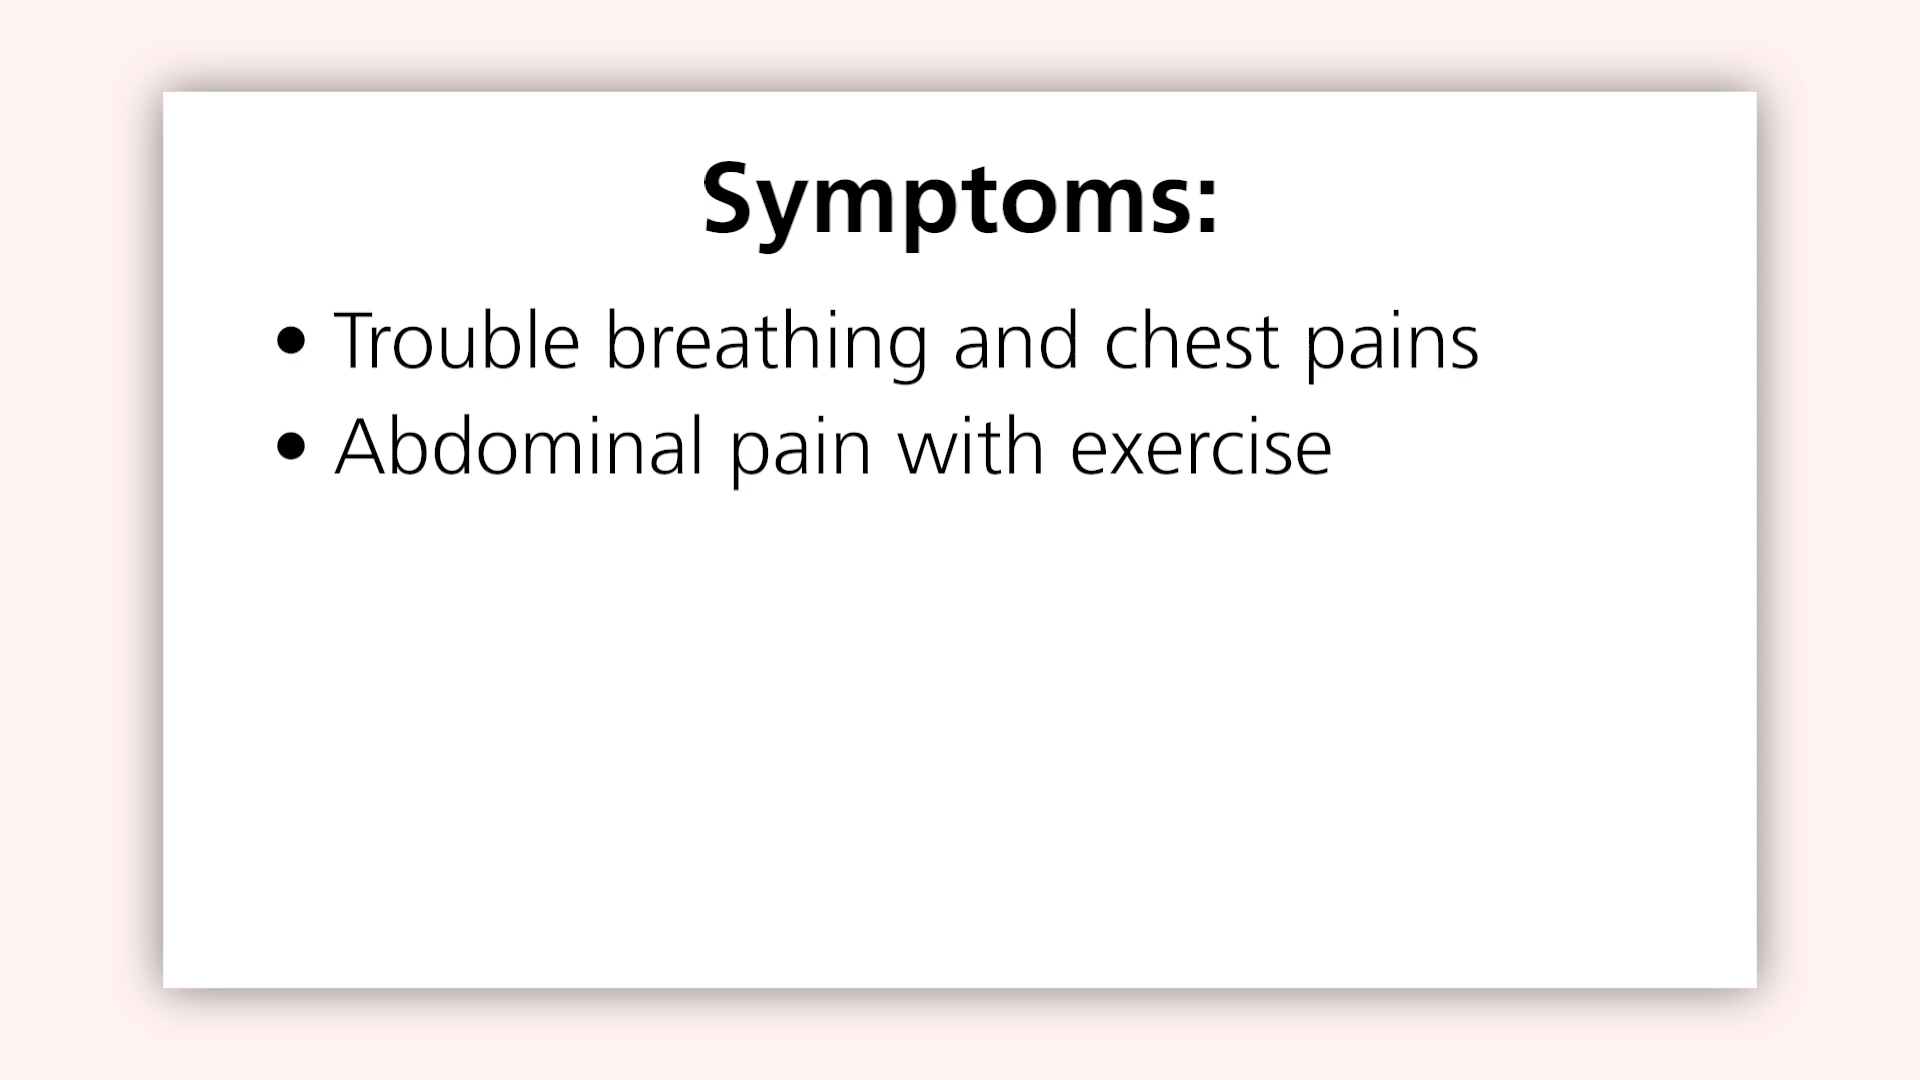 Symptoms:
• Trouble breathing and chest pains
• Abdominal pain with exercise